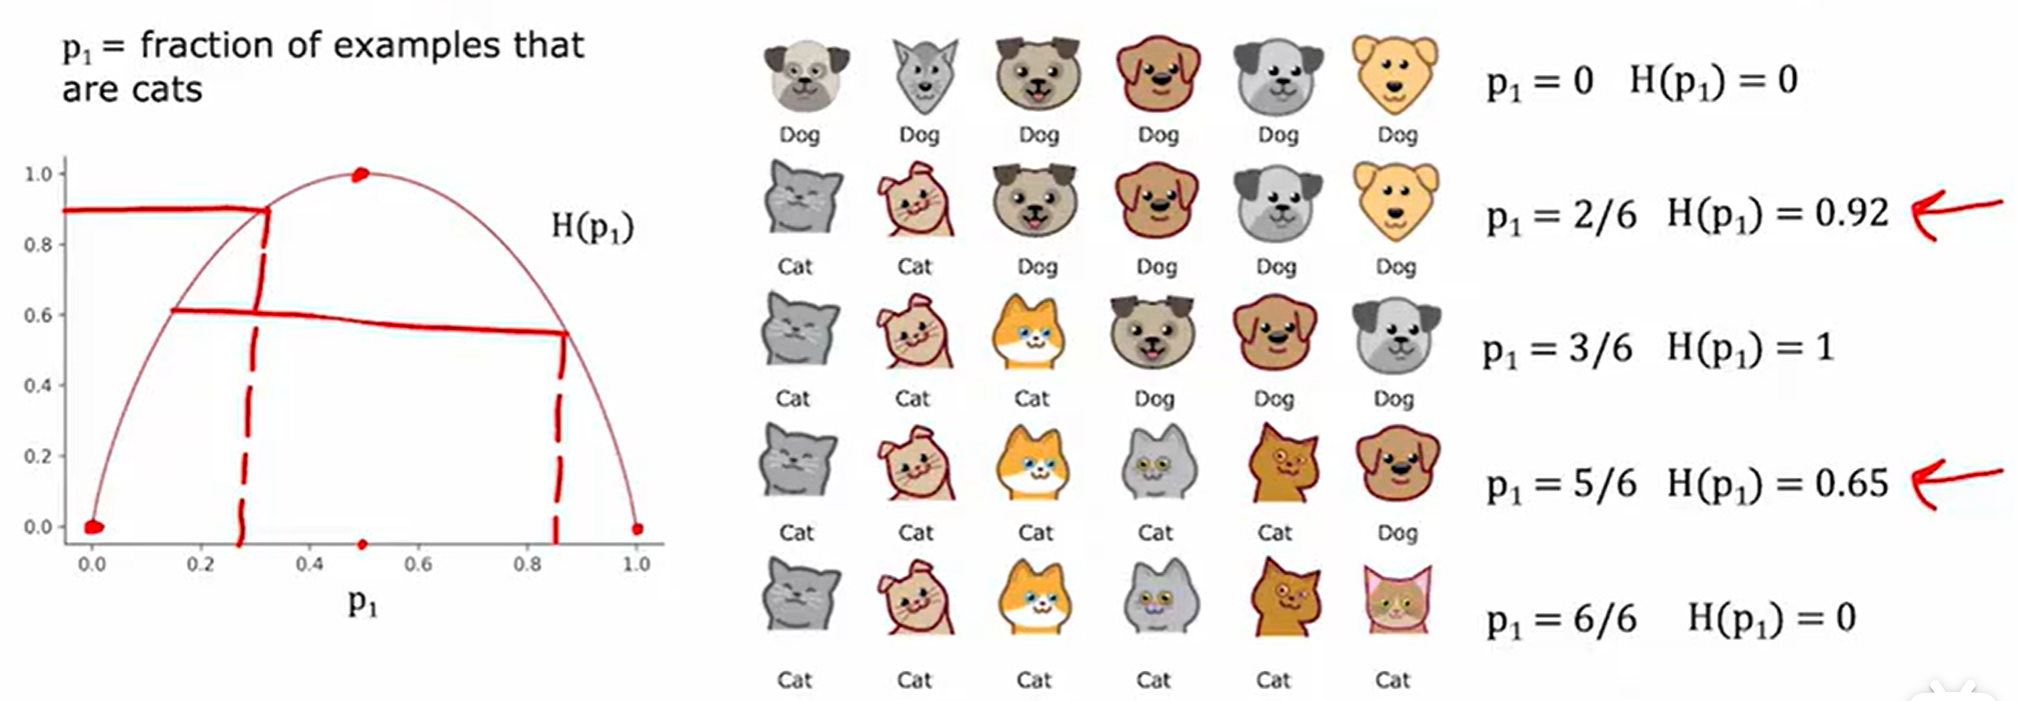 p₁ = fraction of examples that
are cats
1.0
0.8
0.6
0.4
0.2
0.0
0.0 0.2 0.4 0.6 0.8 1.0
p₁
H(p₁)
Dog Dog Dog Dog Dog Dog
p₁ = 0 H(p₁) = 0
Cat Cat Dog Dog Dog Dog
p₁ = 2/6 H(p₁) = 0.92
Cat Cat Cat Dog Dog Dog
p₁ = 3/6 H(p₁) = 1
Cat Cat Cat Cat Cat Dog
p₁ = 5/6 H(p₁) = 0.65
Cat Cat Cat Cat Cat Cat
p₁ = 6/6 H(p₁) = 0